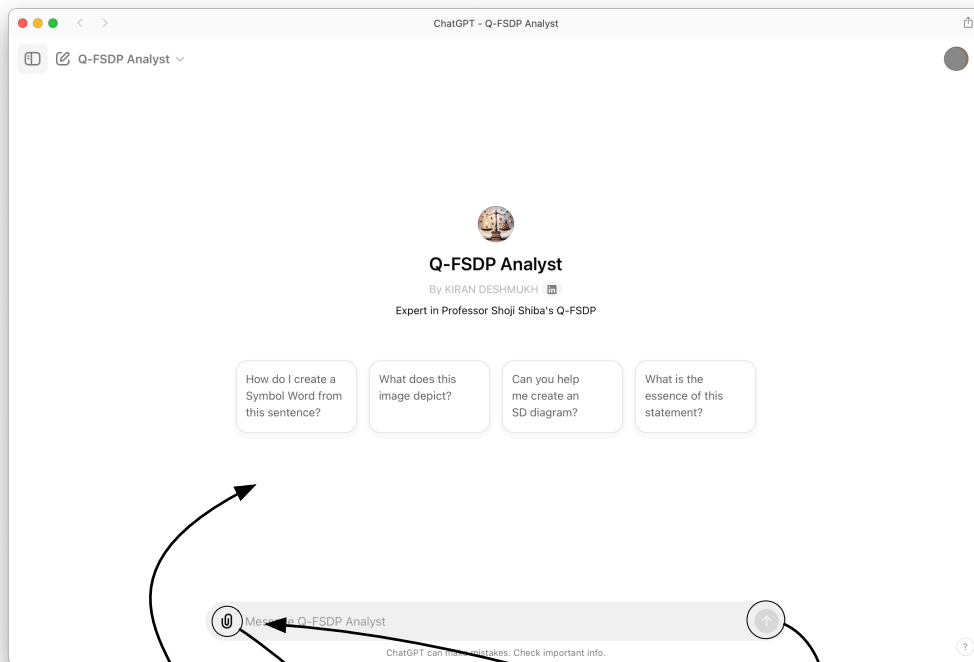 ChatGPT - Q-FSDP Analyst
Q-FSDP Analyst
Q-FSDP Analyst
By KIRAN DESHMUKH in
Expert in Professor Shoji Shiba's Q-FSDP
How do I create a
Symbol Word from
this sentence?
What does this
image depict?
Can you help
me create an
SD diagram?
What is the
essence of this
statement?
Message Q-FSDP Analyst
ChatGPT can make mistakes. Check important info.
?